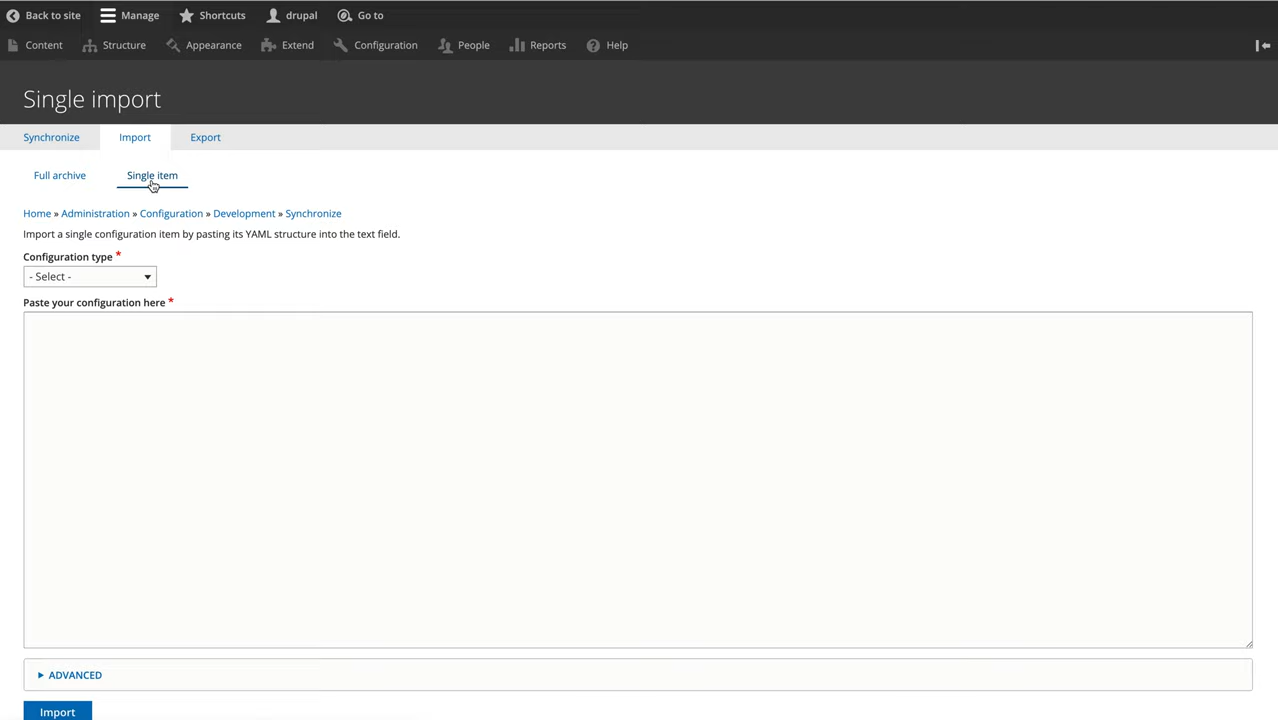 Back to site Manage Shortcuts drupal Go to
Content Structure Appearance Extend Configuration People Reports Help
Single import
Synchronize Import Export
Full archive Single item
Home » Administration » Configuration » Development » Synchronize
Import a single configuration item by pasting its YAML structure into the text field.
Configuration type *
- Select -
Paste your configuration here *
ADVANCED
Import